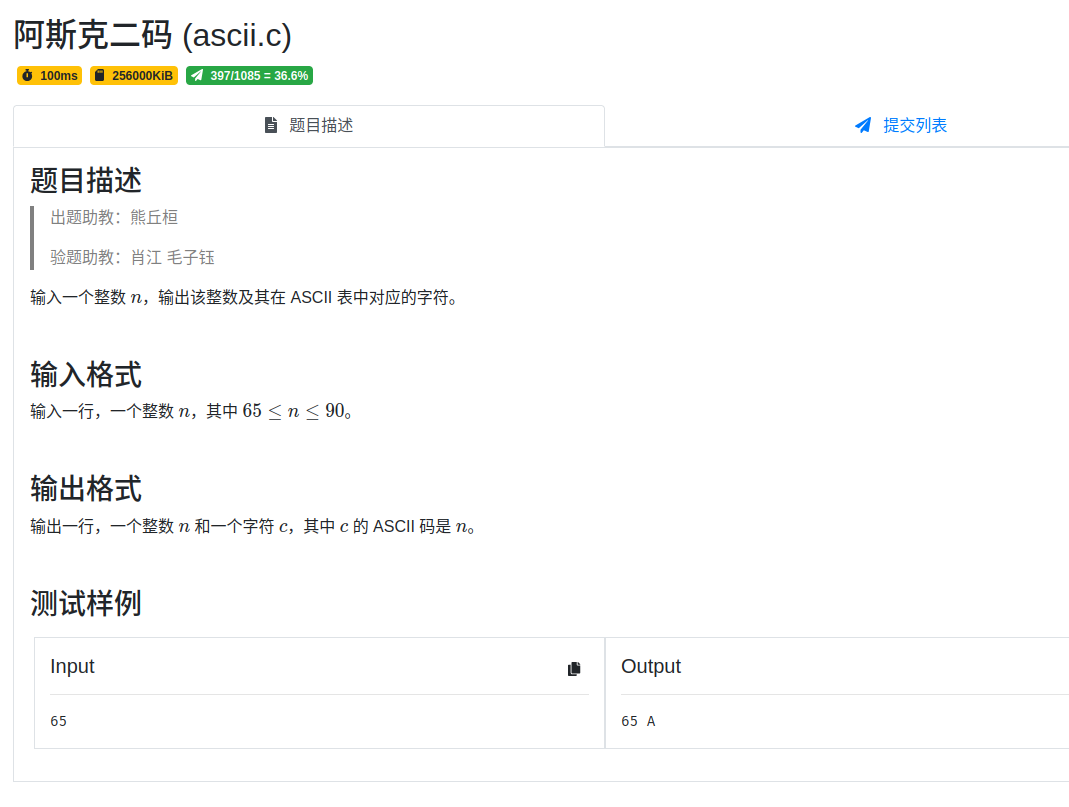 阿斯克二码 (ascii.c)
100ms 256000KiB 397/1085 = 36.6%
题目描述 提交列表
题目描述
出题助教：熊丘桓
验题助教：肖江 毛子钰
输入一个整数 n，输出该整数及其在 ASCII 表中对应的字符。
输入格式
输入一行，一个整数 n，其中 65 ≤ n ≤ 90。
输出格式
输出一行，一个整数 n 和一个字符 c，其中 c 的 ASCII 码是 n。
测试样例
Input Output
65 65 A